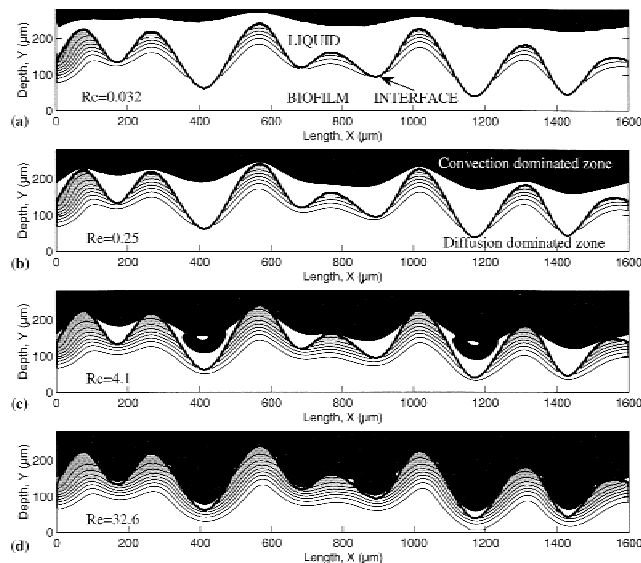 Depth, Y (µm)
200
100
0
LIQUID
BIOFILM
INTERFACE
Re=0.032
(a)
0
200
400
600
800
1000
1200
1400
1600
Length, X (µm)
Depth, Y (µm)
200
100
0
Convection dominated zone
Re=0.25
Diffusion dominated zone
(b)
0
200
400
600
800
1000
1200
1400
1600
Length, X (µm)
Depth, Y (µm)
200
100
0
Re=4.1
(c)
0
200
400
600
800
1000
1200
1400
1600
Length, X (µm)
Depth, Y (µm)
200
100
0
Re=32.6
(d)
0
200
400
600
800
1000
1200
1400
1600
Length, X (µm)